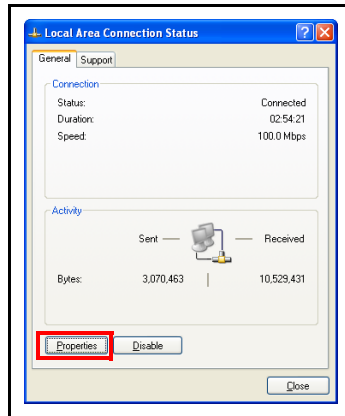 Local Area Connection Status
General Support
Connection
Status: Connected
Duration: 02:54:21
Speed: 100.0 Mbps
Activity
Sent — — Received
Bytes: 3,070,463 | 10,529,431
Properties Disable
Close